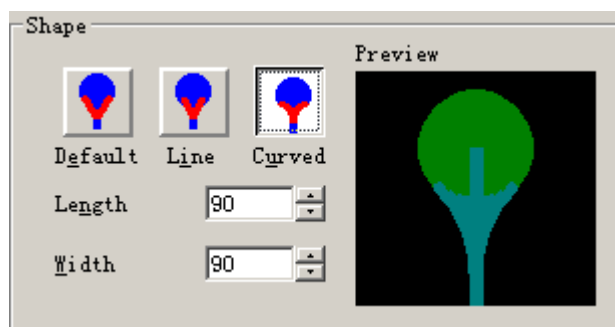 Shape
Preview
Default Line Curved
Length 90
Width 90